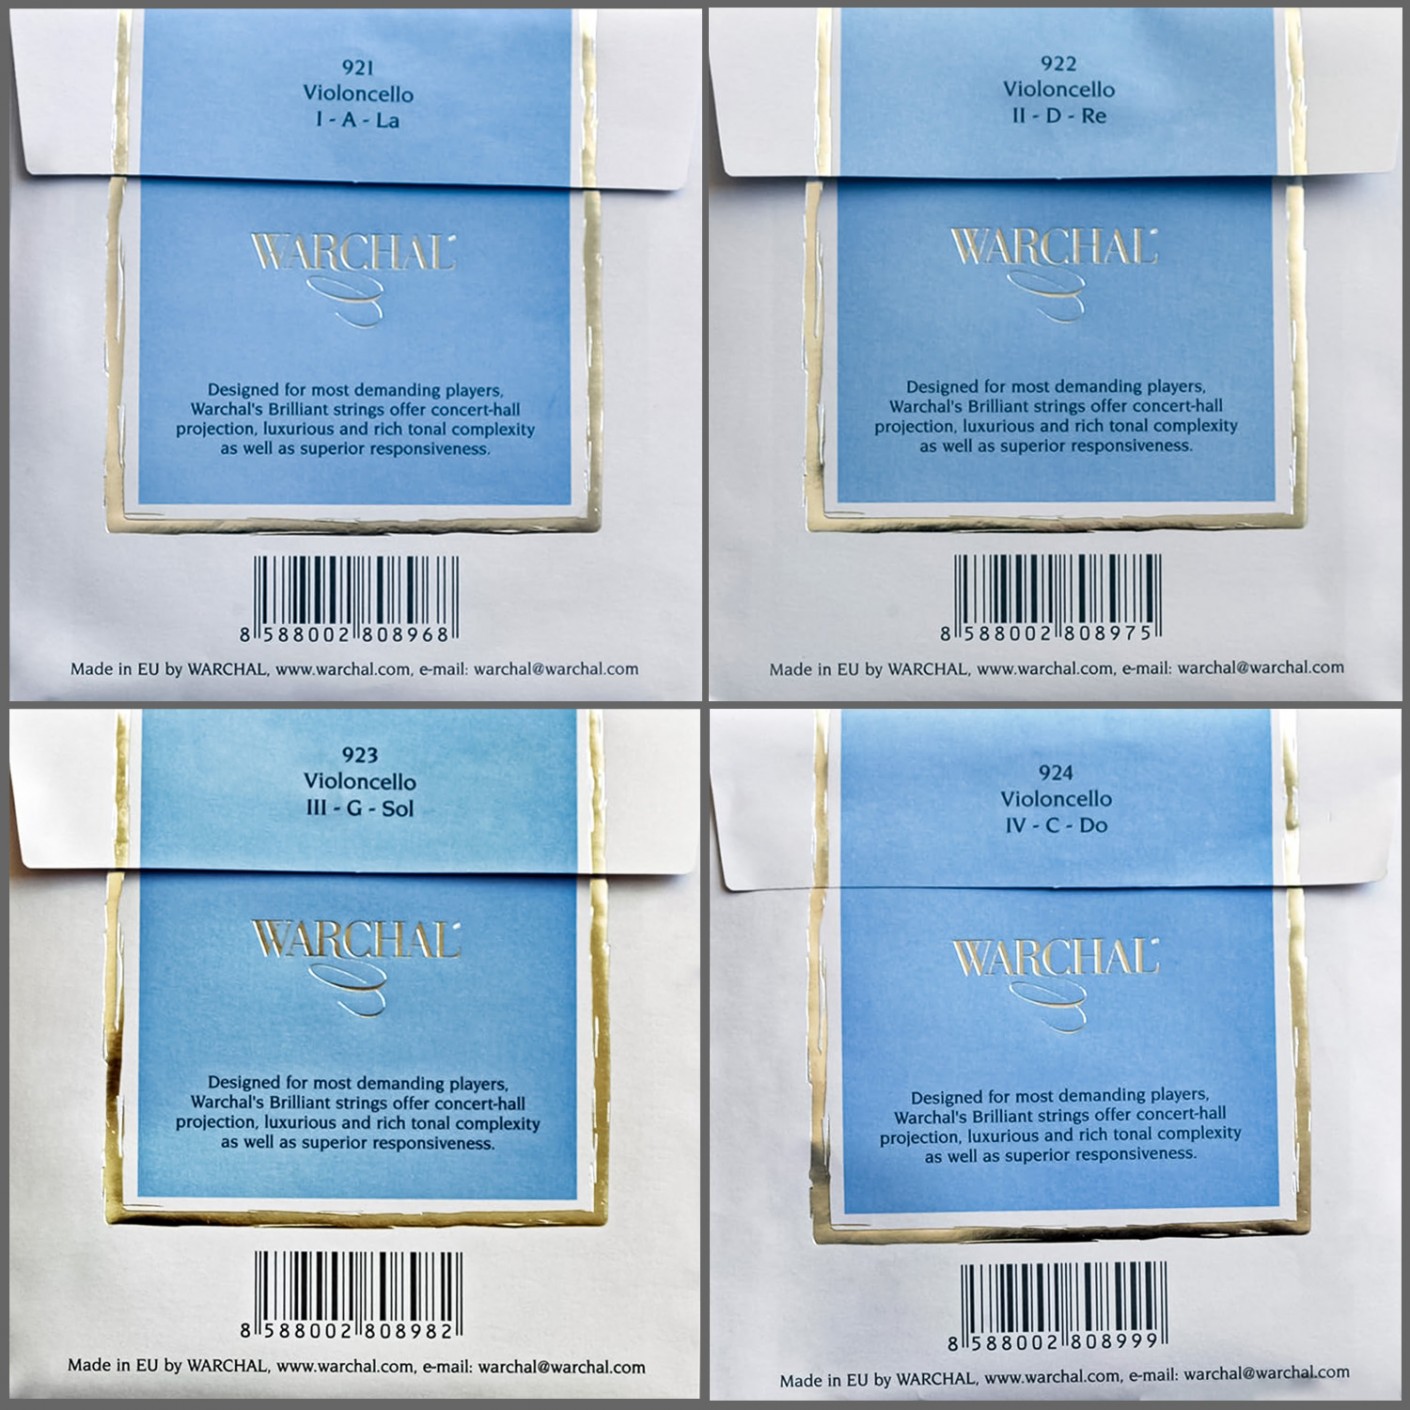 921
Violoncello
I - A - La
WARCHAL
Designed for most demanding players,
Warchal's Brilliant strings offer concert-hall
projection, luxurious and rich tonal complexity
as well as superior responsiveness.
8 588002 808968
Made in EU by WARCHAL, www.warchal.com, e-mail: warchal@warchal.com
922
Violoncello
II - D - Re
WARCHAL
Designed for most demanding players,
Warchal's Brilliant strings offer concert-hall
projection, luxurious and rich tonal complexity
as well as superior responsiveness.
8 588002 808975
Made in EU by WARCHAL, www.warchal.com, e-mail: warchal@warchal.com
923
Violoncello
III - G - Sol
WARCHAL
Designed for most demanding players,
Warchal's Brilliant strings offer concert-hall
projection, luxurious and rich tonal complexity
as well as superior responsiveness.
8 588002 808982
Made in EU by WARCHAL, www.warchal.com, e-mail: warchal@warchal.com
924
Violoncello
IV - C - Do
WARCHAL
Designed for most demanding players,
Warchal's Brilliant strings offer concert-hall
projection, luxurious and rich tonal complexity
as well as superior responsiveness.
8 588002 808999
Made in EU by WARCHAL, www.warchal.com, e-mail: warchal@warchal.com